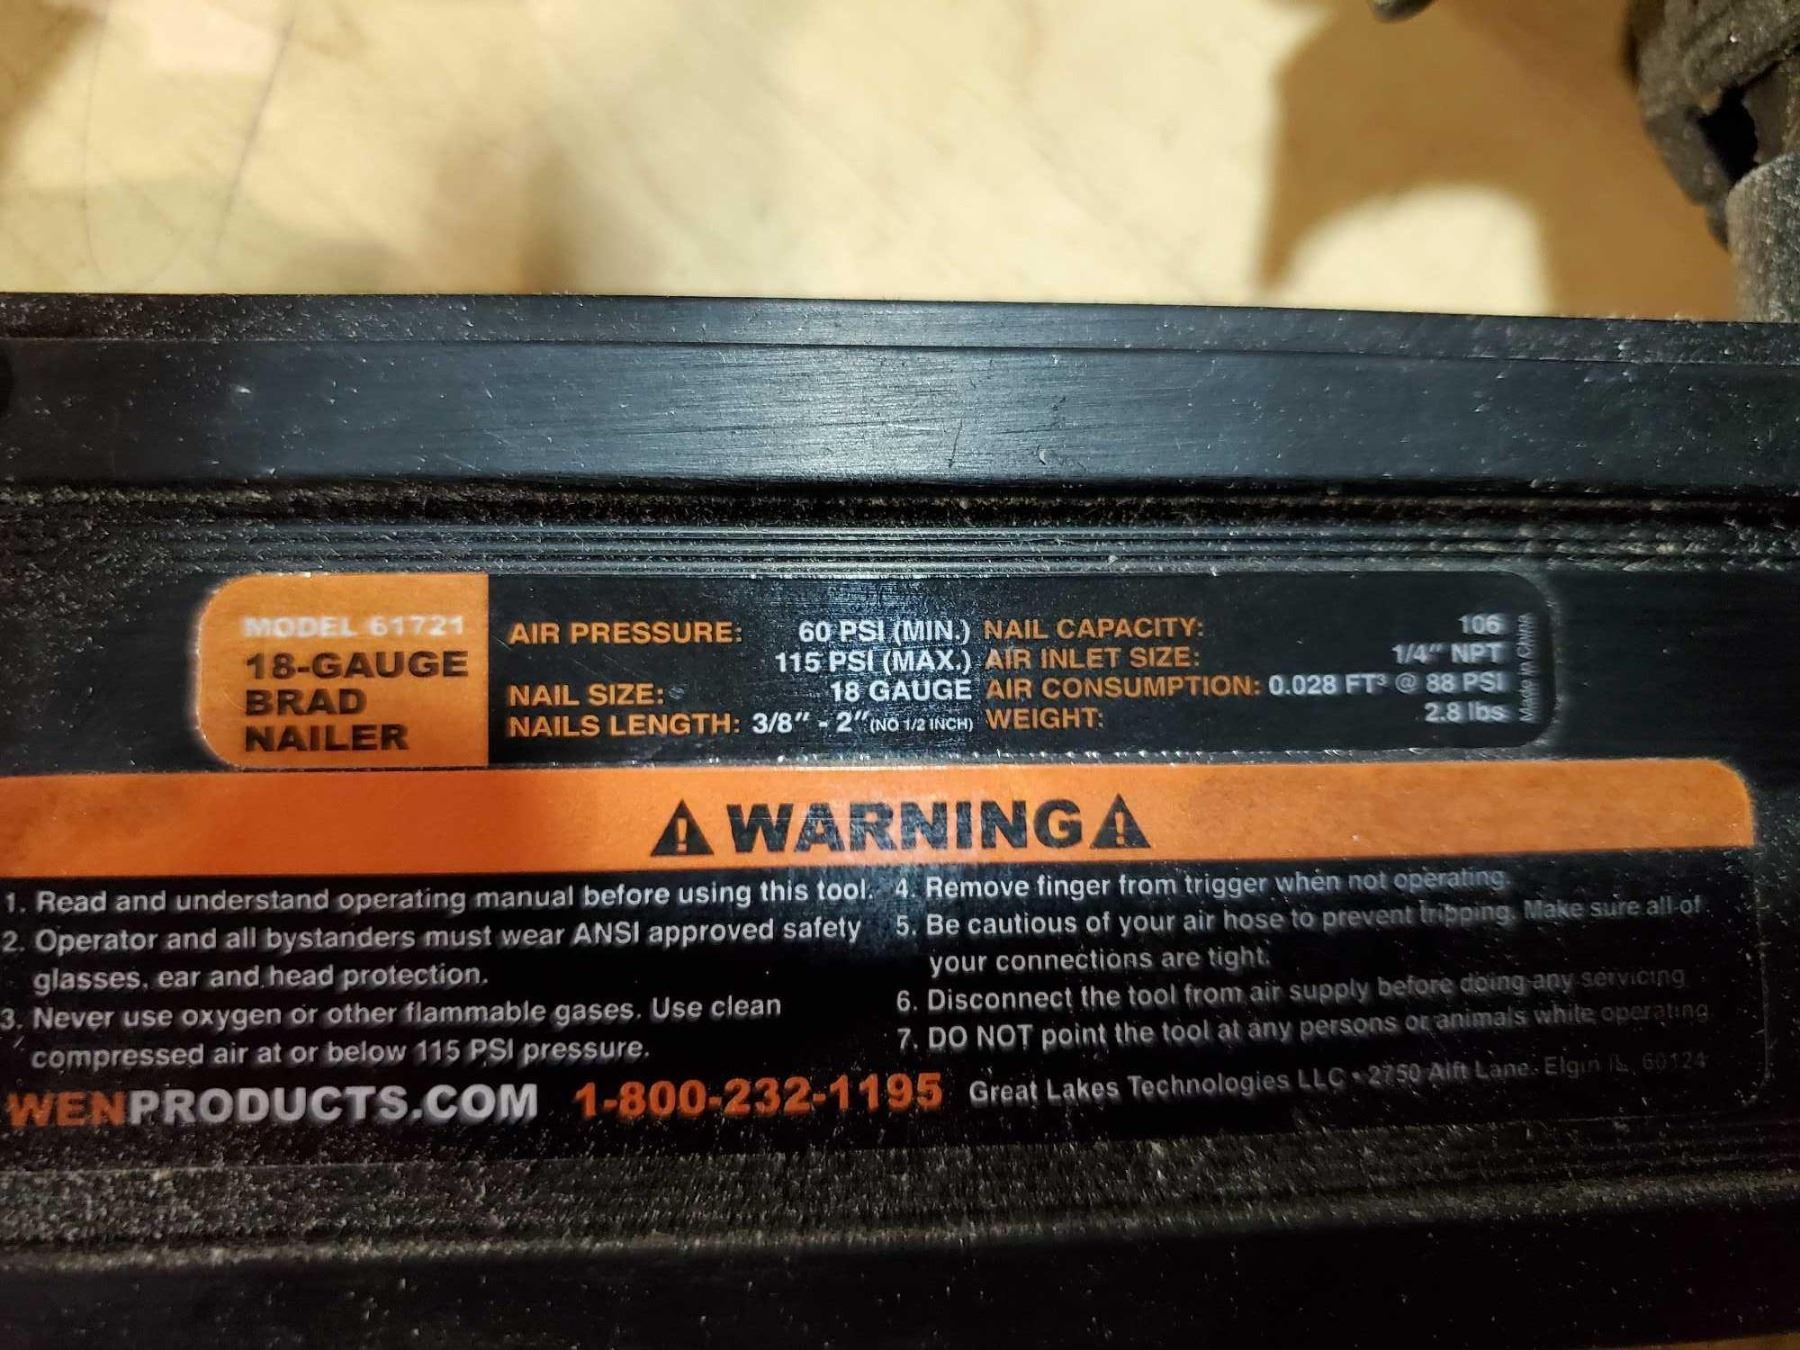 MODEL 61721
18-GAUGE
BRAD
NAILER
AIR PRESSURE: 60 PSI (MIN.)
115 PSI (MAX.)
NAIL SIZE: 18 GAUGE
NAILS LENGTH: 3/8" - 2" (NO 1/2 INCH)
NAIL CAPACITY: 106
AIR INLET SIZE: 1/4" NPT
AIR CONSUMPTION: 0.028 FT³ @ 88 PSI
WEIGHT: 2.8 lbs
Made in China
WARNING
1. Read and understand operating manual before using this tool.
2. Operator and all bystanders must wear ANSI approved safety
glasses, ear and head protection.
3. Never use oxygen or other flammable gases. Use clean
compressed air at or below 115 PSI pressure.
4. Remove finger from trigger when not operating.
5. Be cautious of your air hose to prevent tripping. Make sure all of
your connections are tight.
6. Disconnect the tool from air supply before doing any servicing
7. DO NOT point the tool at any persons or animals while operating
WENPRODUCTS.COM 1-800-232-1195 Great Lakes Technologies LLC • 2750 Alft Lane. Elgin IL, 60124